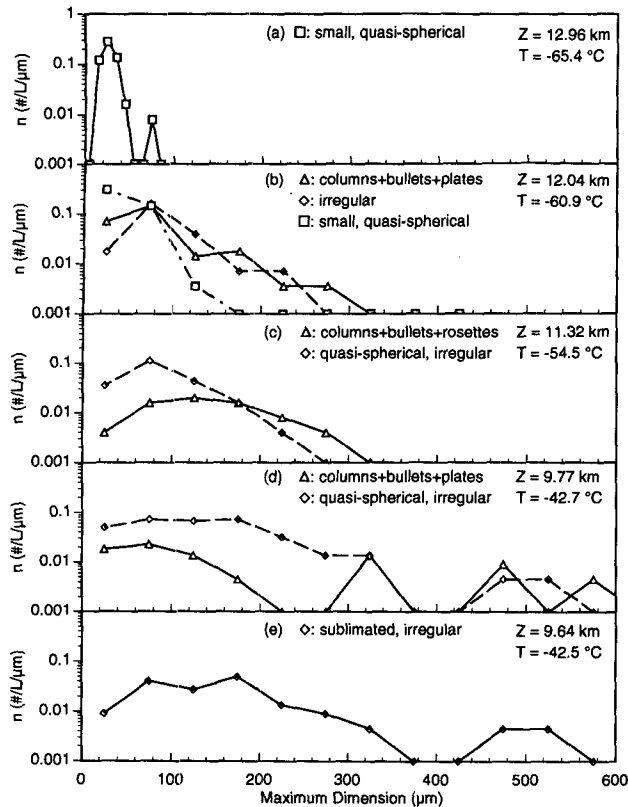 1
0.1
0.01
0.001
n (#/L/µm)
(a) □: small, quasi-spherical
Z = 12.96 km
T = -65.4 °C
0.1
0.01
0.001
n (#/L/µm)
(b) △: columns+bullets+plates
◇: irregular
□: small, quasi-spherical
Z = 12.04 km
T = -60.9 °C
0.1
0.01
0.001
n (#/L/µm)
(c) △: columns+bullets+rosettes
◇: quasi-spherical, irregular
Z = 11.32 km
T = -54.5 °C
0.1
0.01
0.001
n (#/L/µm)
(d) △: columns+bullets+plates
◇: quasi-spherical, irregular
Z = 9.77 km
T = -42.7 °C
0.1
0.01
0.001
n (#/L/µm)
(e) ◇: sublimated, irregular
Z = 9.64 km
T = -42.5 °C
0 100 200 300 400 500 600
Maximum Dimension (µm)